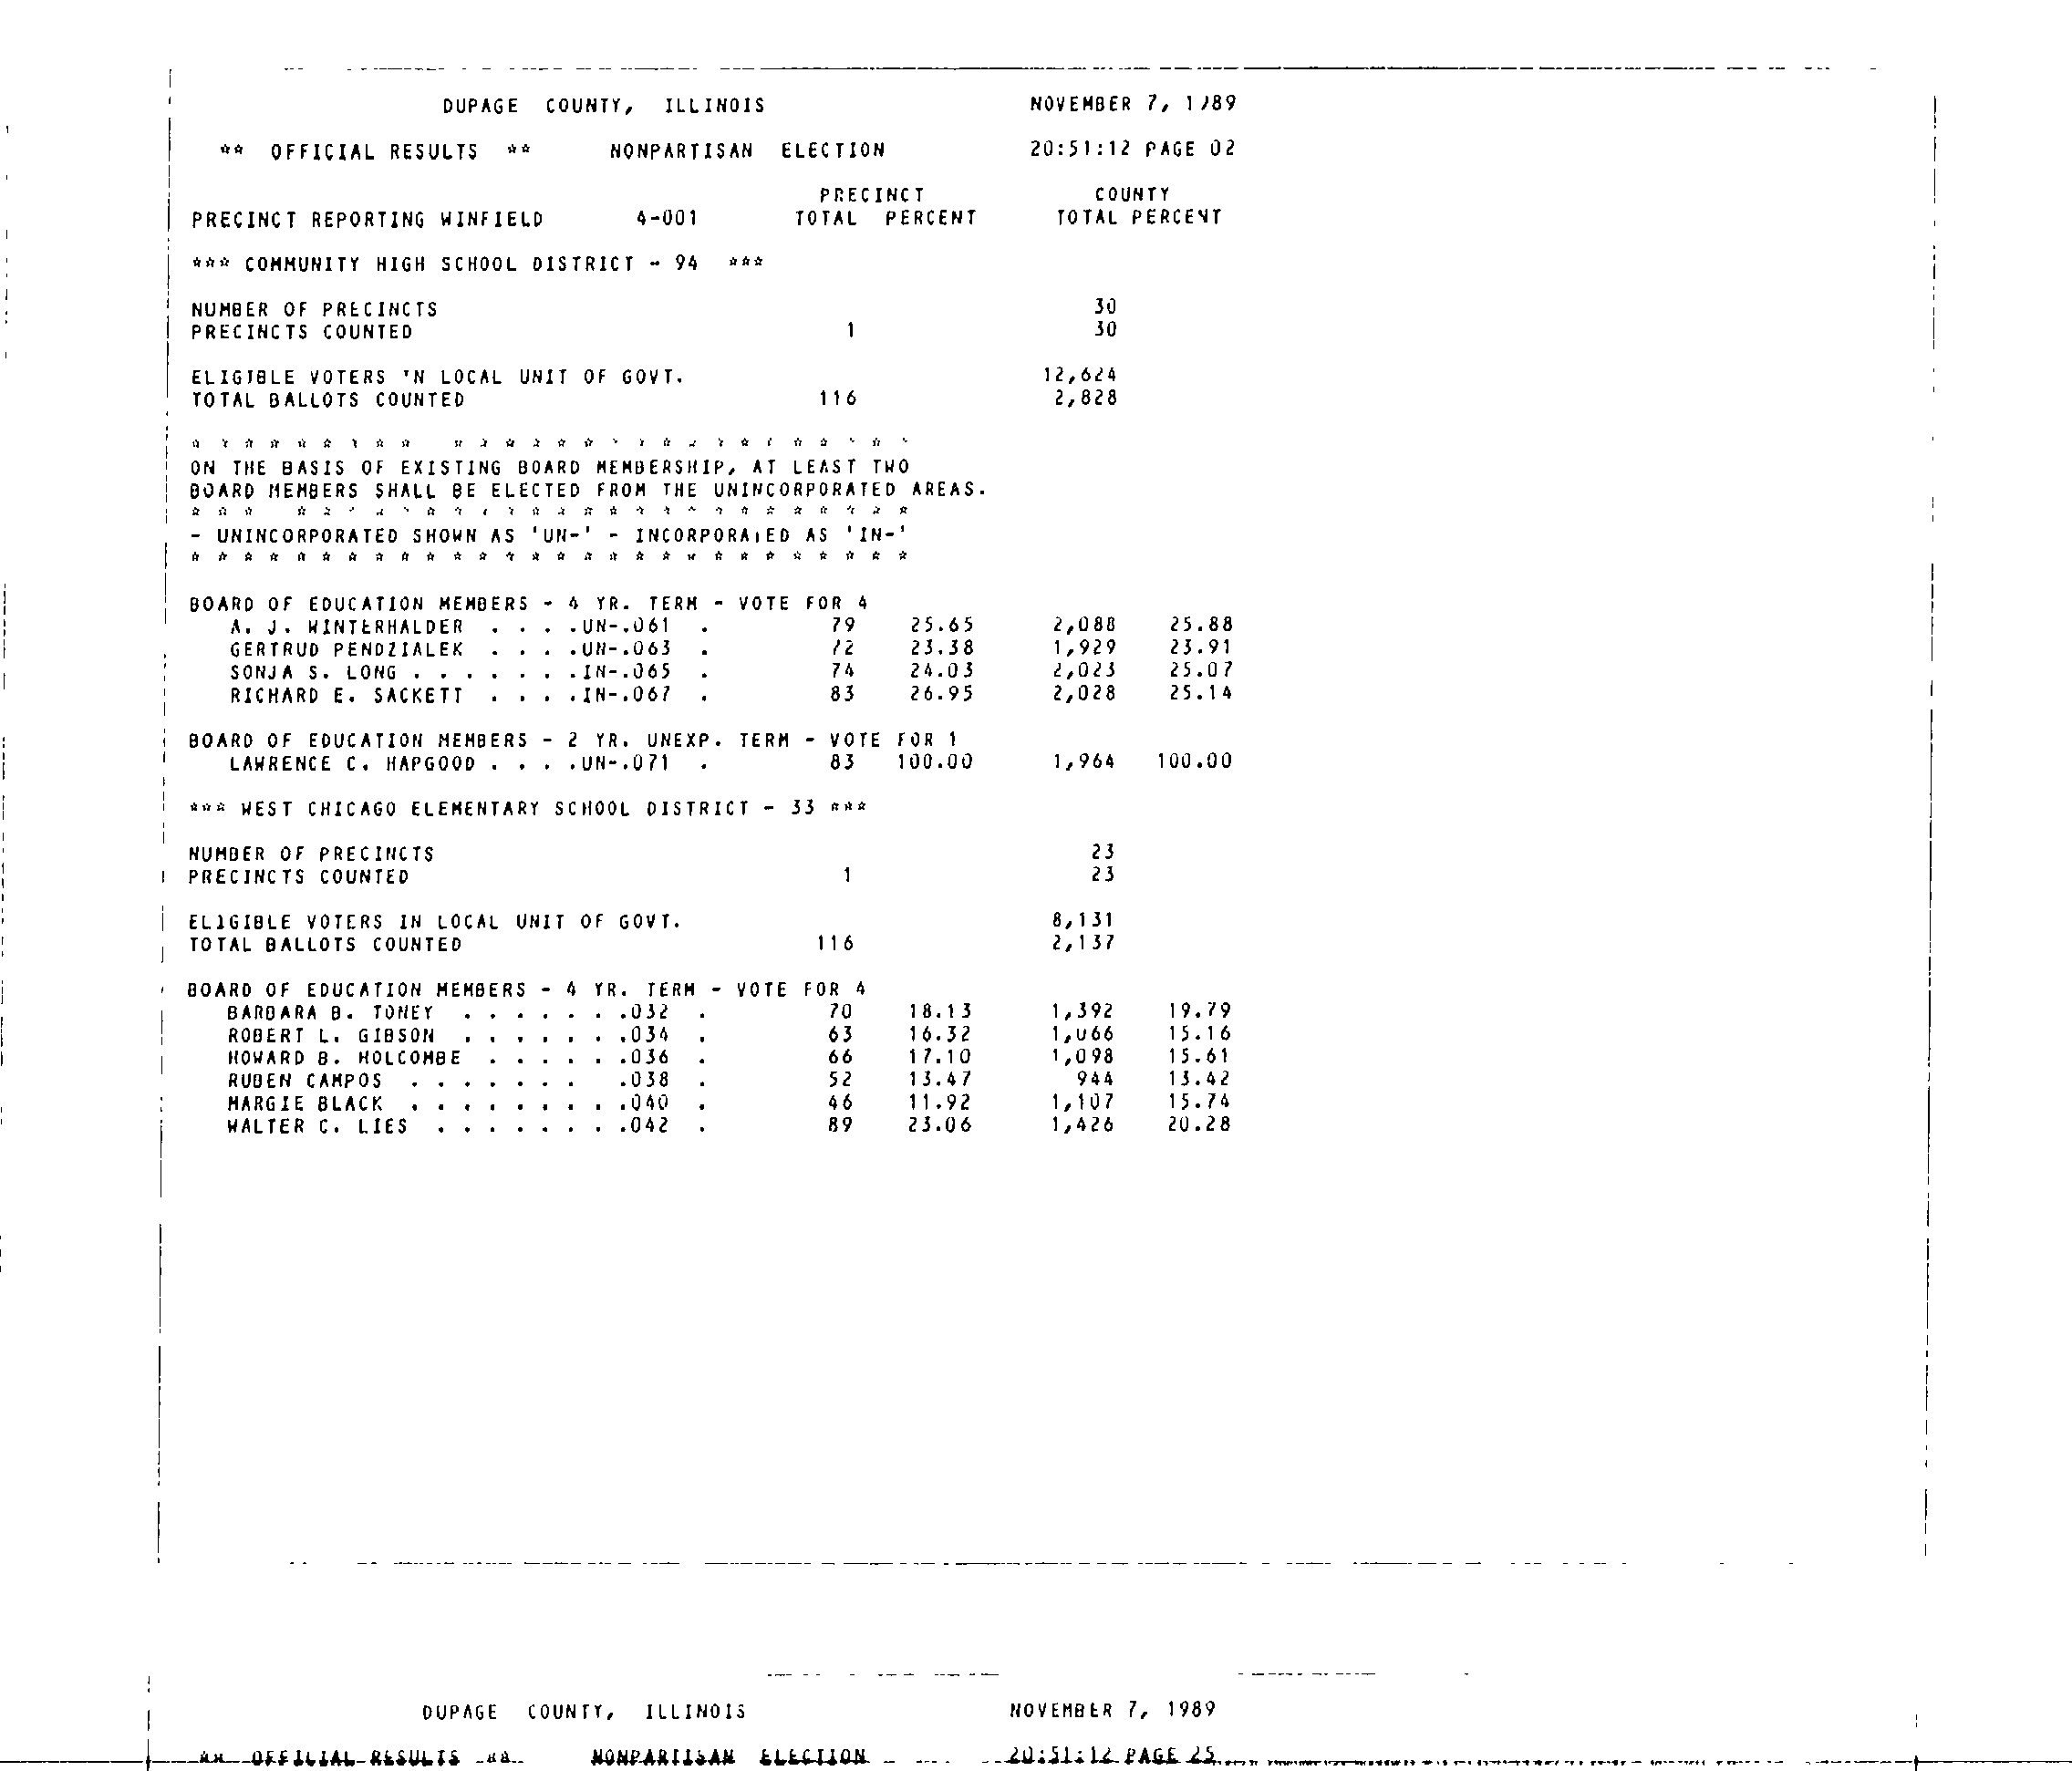 DUPAGE COUNTY, ILLINOIS NOVEMBER 7, 1989
** OFFICIAL RESULTS ** NONPARTISAN ELECTION 20:51:12 PAGE 02
PRECINCT COUNTY
PRECINCT REPORTING WINFIELD 4-001 TOTAL PERCENT TOTAL PERCENT
*** COMMUNITY HIGH SCHOOL DISTRICT - 94 ***
NUMBER OF PRECINCTS 30
PRECINCTS COUNTED 1 30
ELIGIBLE VOTERS IN LOCAL UNIT OF GOVT. 12,624
TOTAL BALLOTS COUNTED 116 2,828
ON THE BASIS OF EXISTING BOARD MEMBERSHIP, AT LEAST TWO
BOARD MEMBERS SHALL BE ELECTED FROM THE UNINCORPORATED AREAS.
- UNINCORPORATED SHOWN AS 'UN-' - INCORPORATED AS 'IN-'
* * * * * * * * * * * * * * * * * * * * * * * * * * * *
BOARD OF EDUCATION MEMBERS - 4 YR. TERM - VOTE FOR 4
A. J. WINTERHALDER . . . .UN-.061 . 79 25.65 2,088 25.88
GERTRUD PENDZIALEK . . . .UN-.063 . 72 23.38 1,929 23.91
SONJA S. LONG . . . . . . .IN-.065 . 74 24.03 2,023 25.07
RICHARD E. SACKETT . . . .IN-.067 . 83 26.95 2,028 25.14
BOARD OF EDUCATION MEMBERS - 2 YR. UNEXP. TERM - VOTE FOR 1
LAWRENCE C. HAPGOOD . . . .UN-.071 . 83 100.00 1,964 100.00
*** WEST CHICAGO ELEMENTARY SCHOOL DISTRICT - 33 ***
NUMBER OF PRECINCTS 23
PRECINCTS COUNTED 1 23
ELIGIBLE VOTERS IN LOCAL UNIT OF GOVT. 8,131
TOTAL BALLOTS COUNTED 116 2,137
BOARD OF EDUCATION MEMBERS - 4 YR. TERM - VOTE FOR 4
BARBARA B. TONEY . . . . . . .032 . 70 18.13 1,392 19.79
ROBERT L. GIBSON . . . . . . .034 . 63 16.32 1,066 15.16
HOWARD B. HOLCOMBE . . . . . .036 . 66 17.10 1,098 15.61
RUBEN CAMPOS . . . . . . . .038 . 52 13.47 944 13.42
MARGIE BLACK . . . . . . . . .040 . 46 11.92 1,107 15.74
WALTER C. LIES . . . . . . . .042 . 89 23.06 1,426 20.28
DUPAGE COUNTY, ILLINOIS NOVEMBER 7, 1989
** OFFICIAL RESULTS ** NONPARTISAN ELECTION 20:51:12 PAGE 25